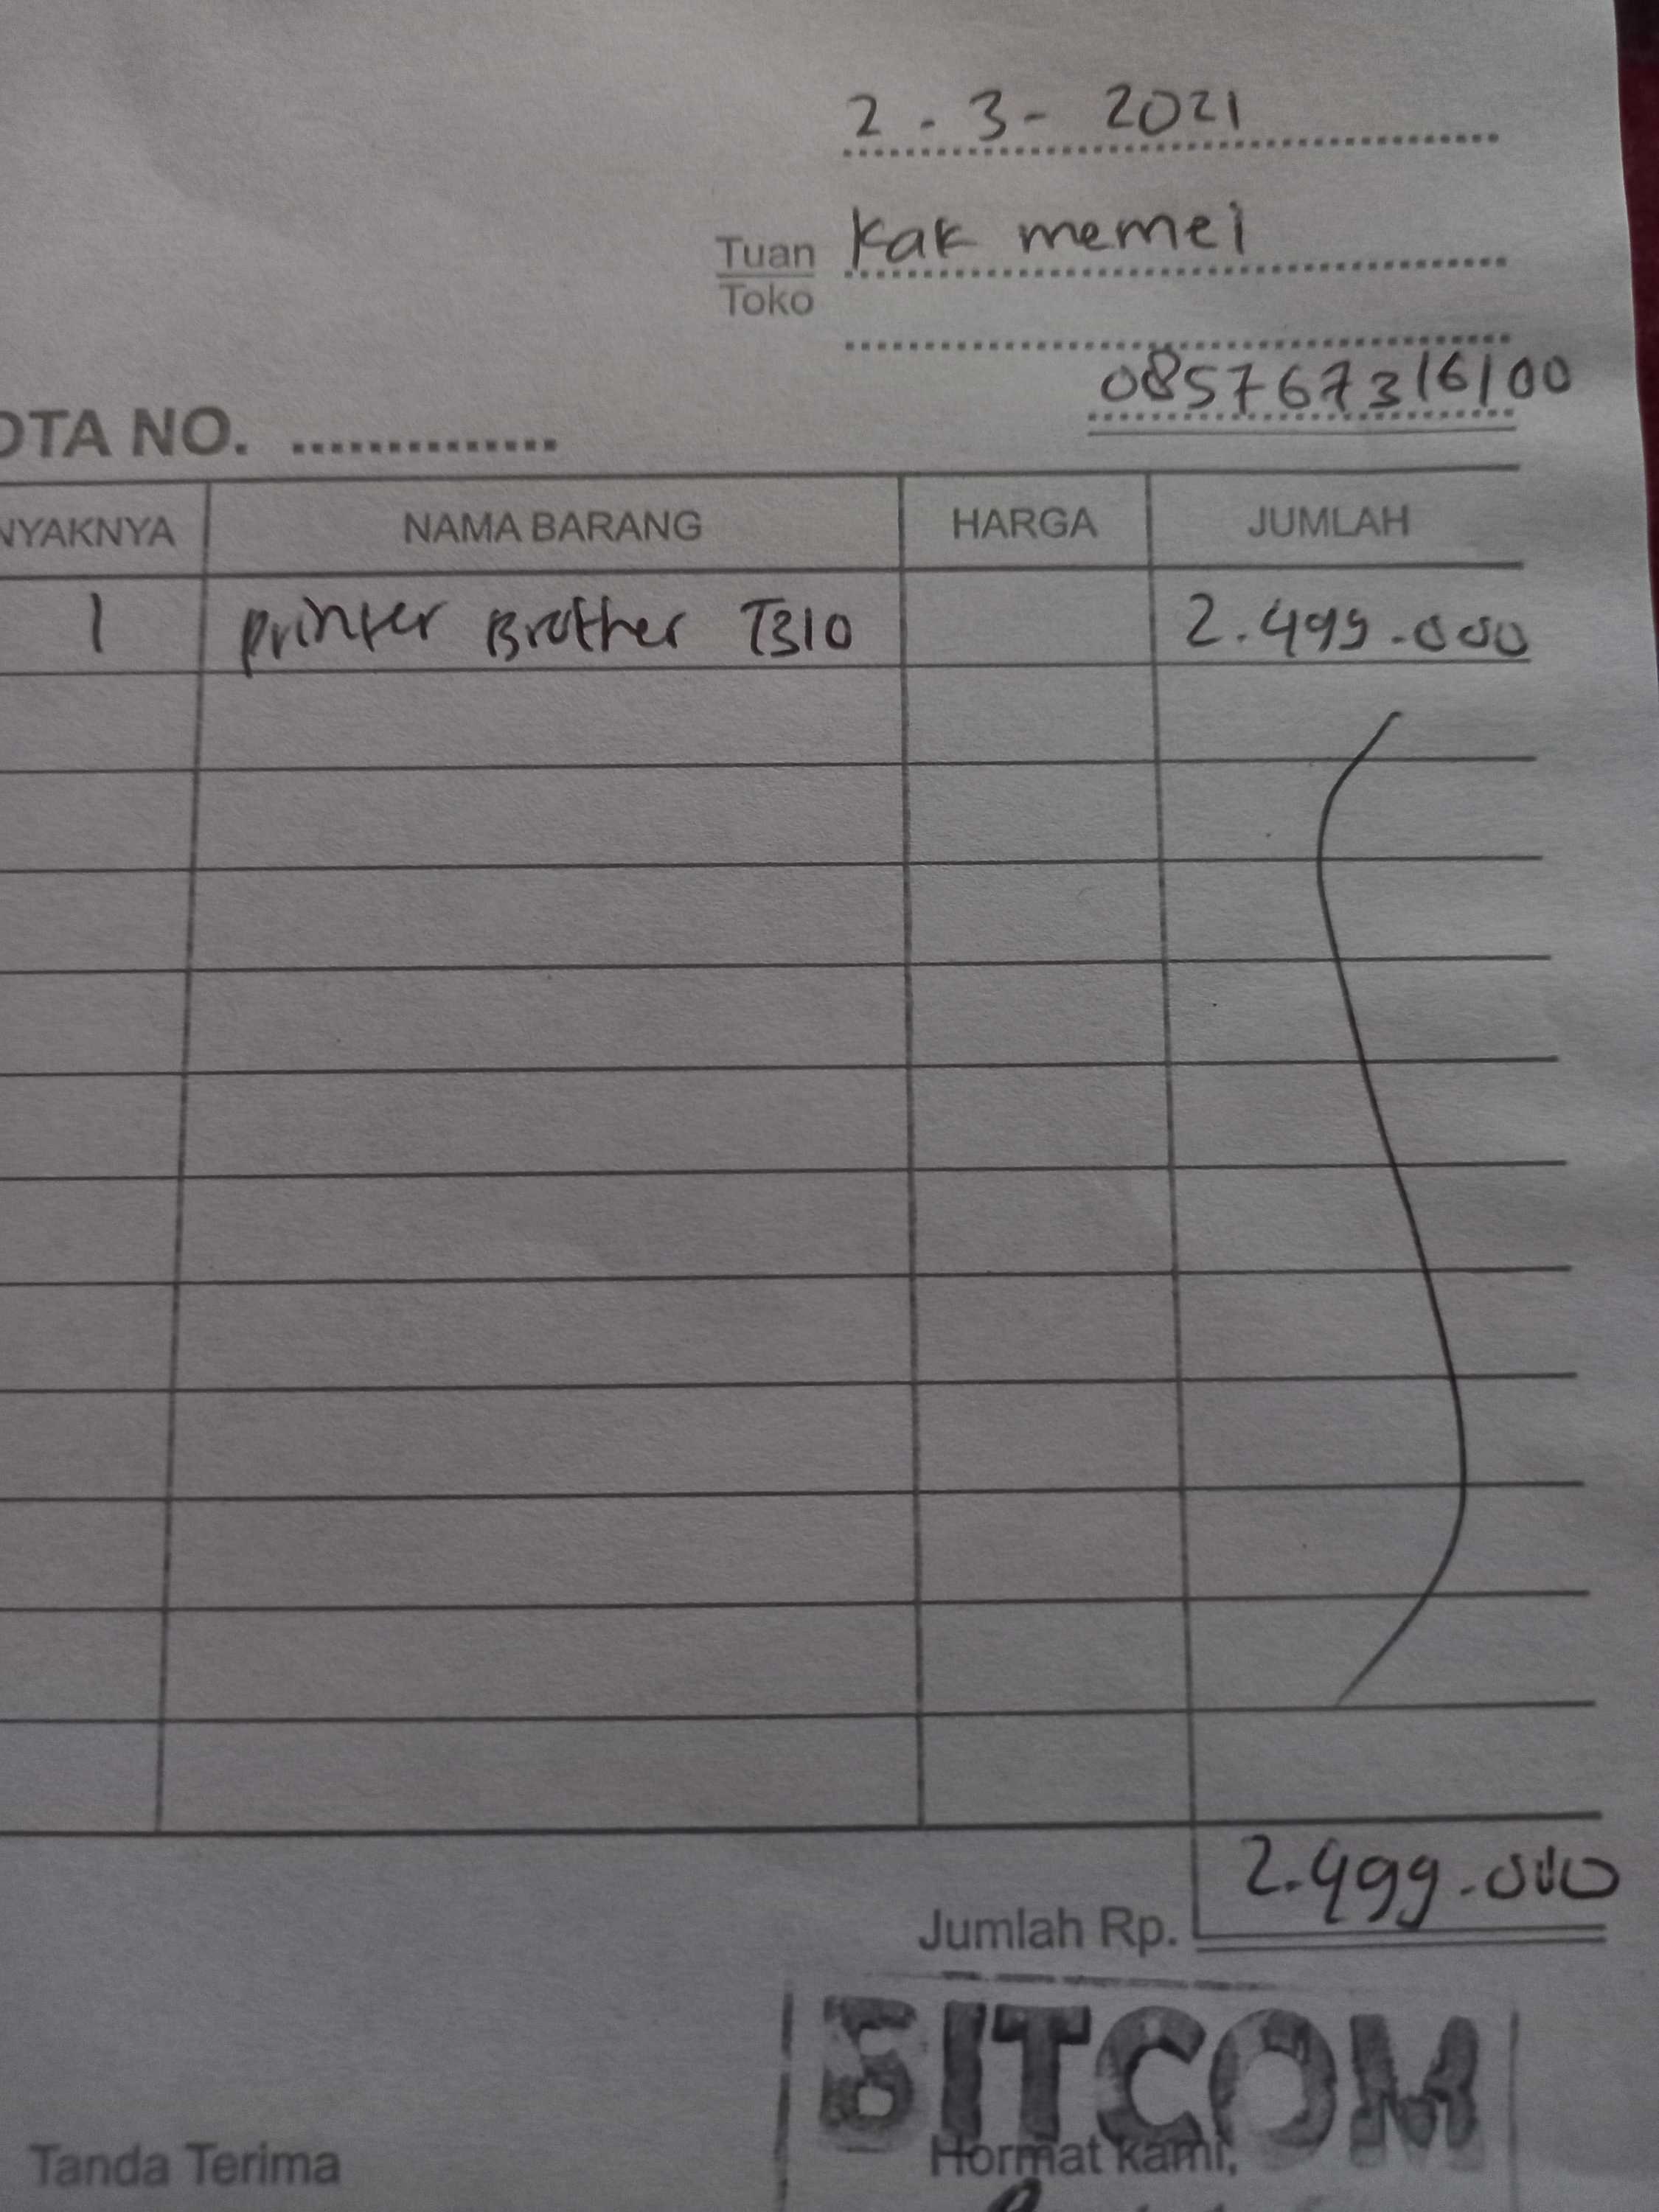 2 - 3 - 2021
Tuan Kak memei
Toko
085767316100
OTA NO. ..............
NYAKNYA NAMA BARANG HARGA JUMLAH
1 printer Brother T310 2.499.000
Jumlah Rp. 2.499.000
BITCOM
Tanda Terima Hormat kami,